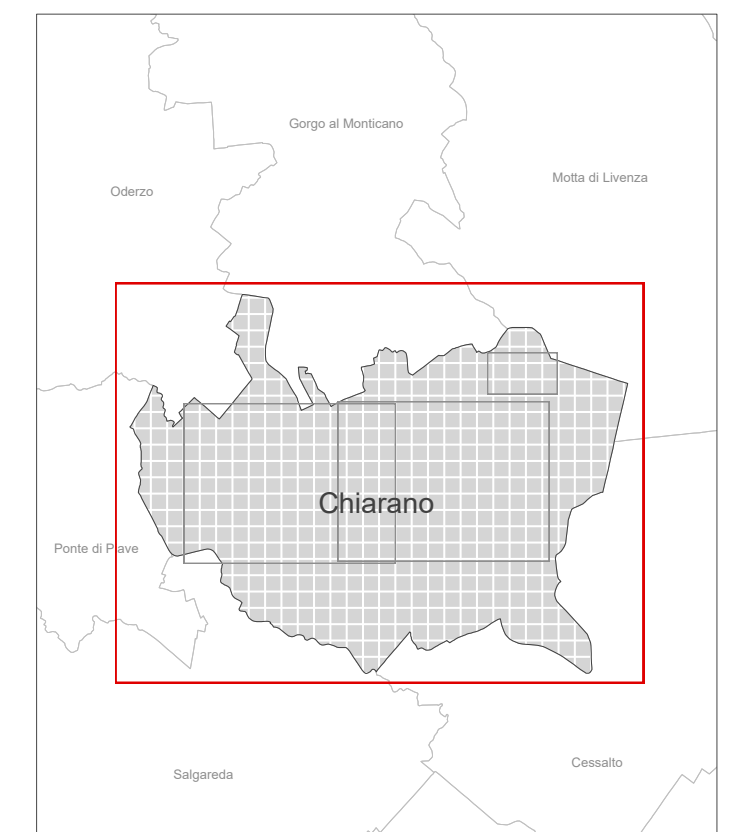 Gorgo al Monticano
Motta di Livenza
Oderzo
Chiarano
Ponte di Piave
Cessalto
Salgareda